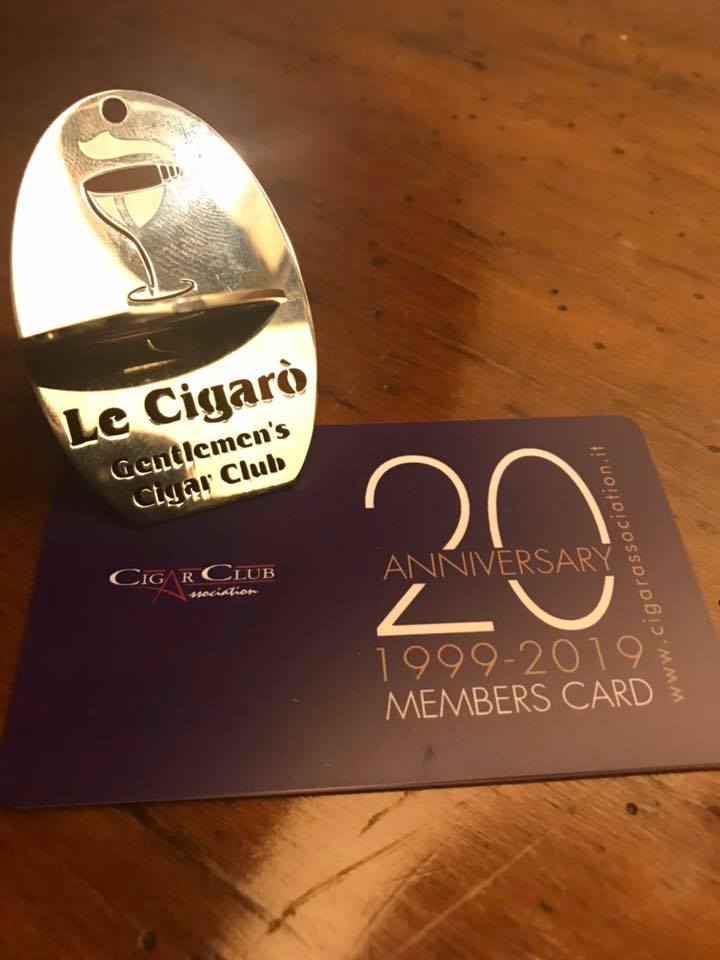 Le Cigarò
Gentlemen's
Cigar Club
CIGAR CLUB
Association
20
ANNIVERSARY
1999-2019
MEMBERS CARD
www.cigarassociation.it